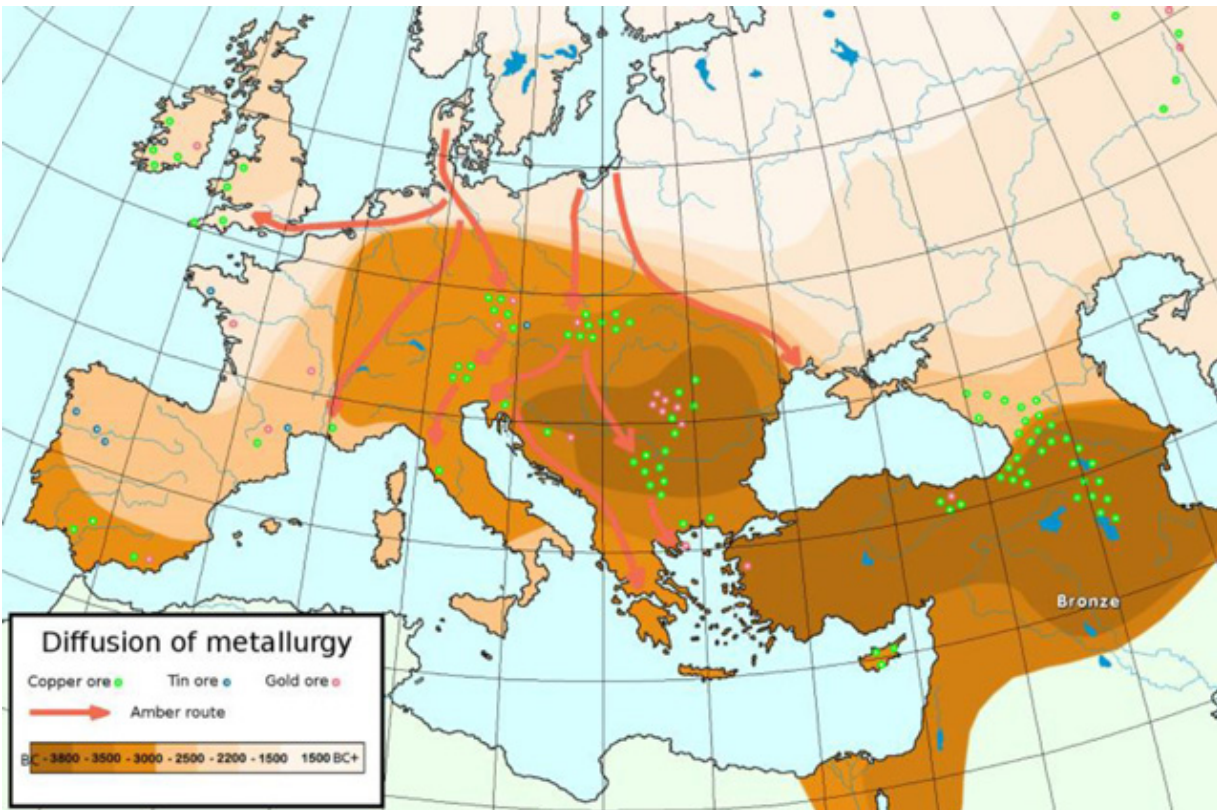 Bronze
Diffusion of metallurgy
Copper ore Tin ore Gold ore
Amber route
BC - 3800 - 3500 - 3000 - 2500 - 2200 - 1500 1500 BC+